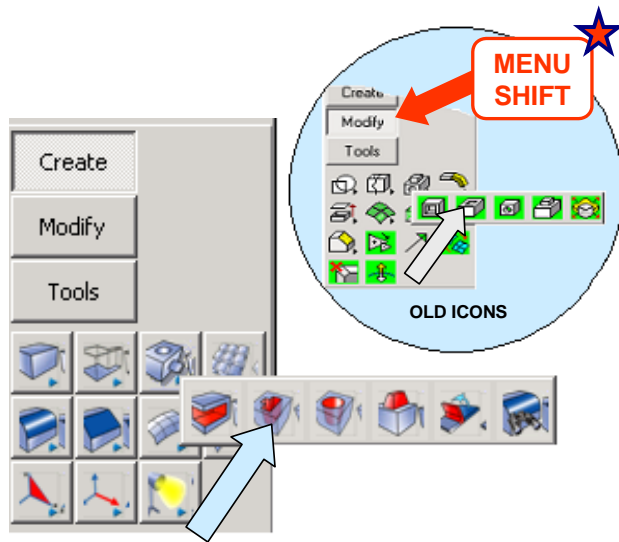 MENU
SHIFT
Create
Modify
Tools
OLD ICONS
Create
Modify
Tools